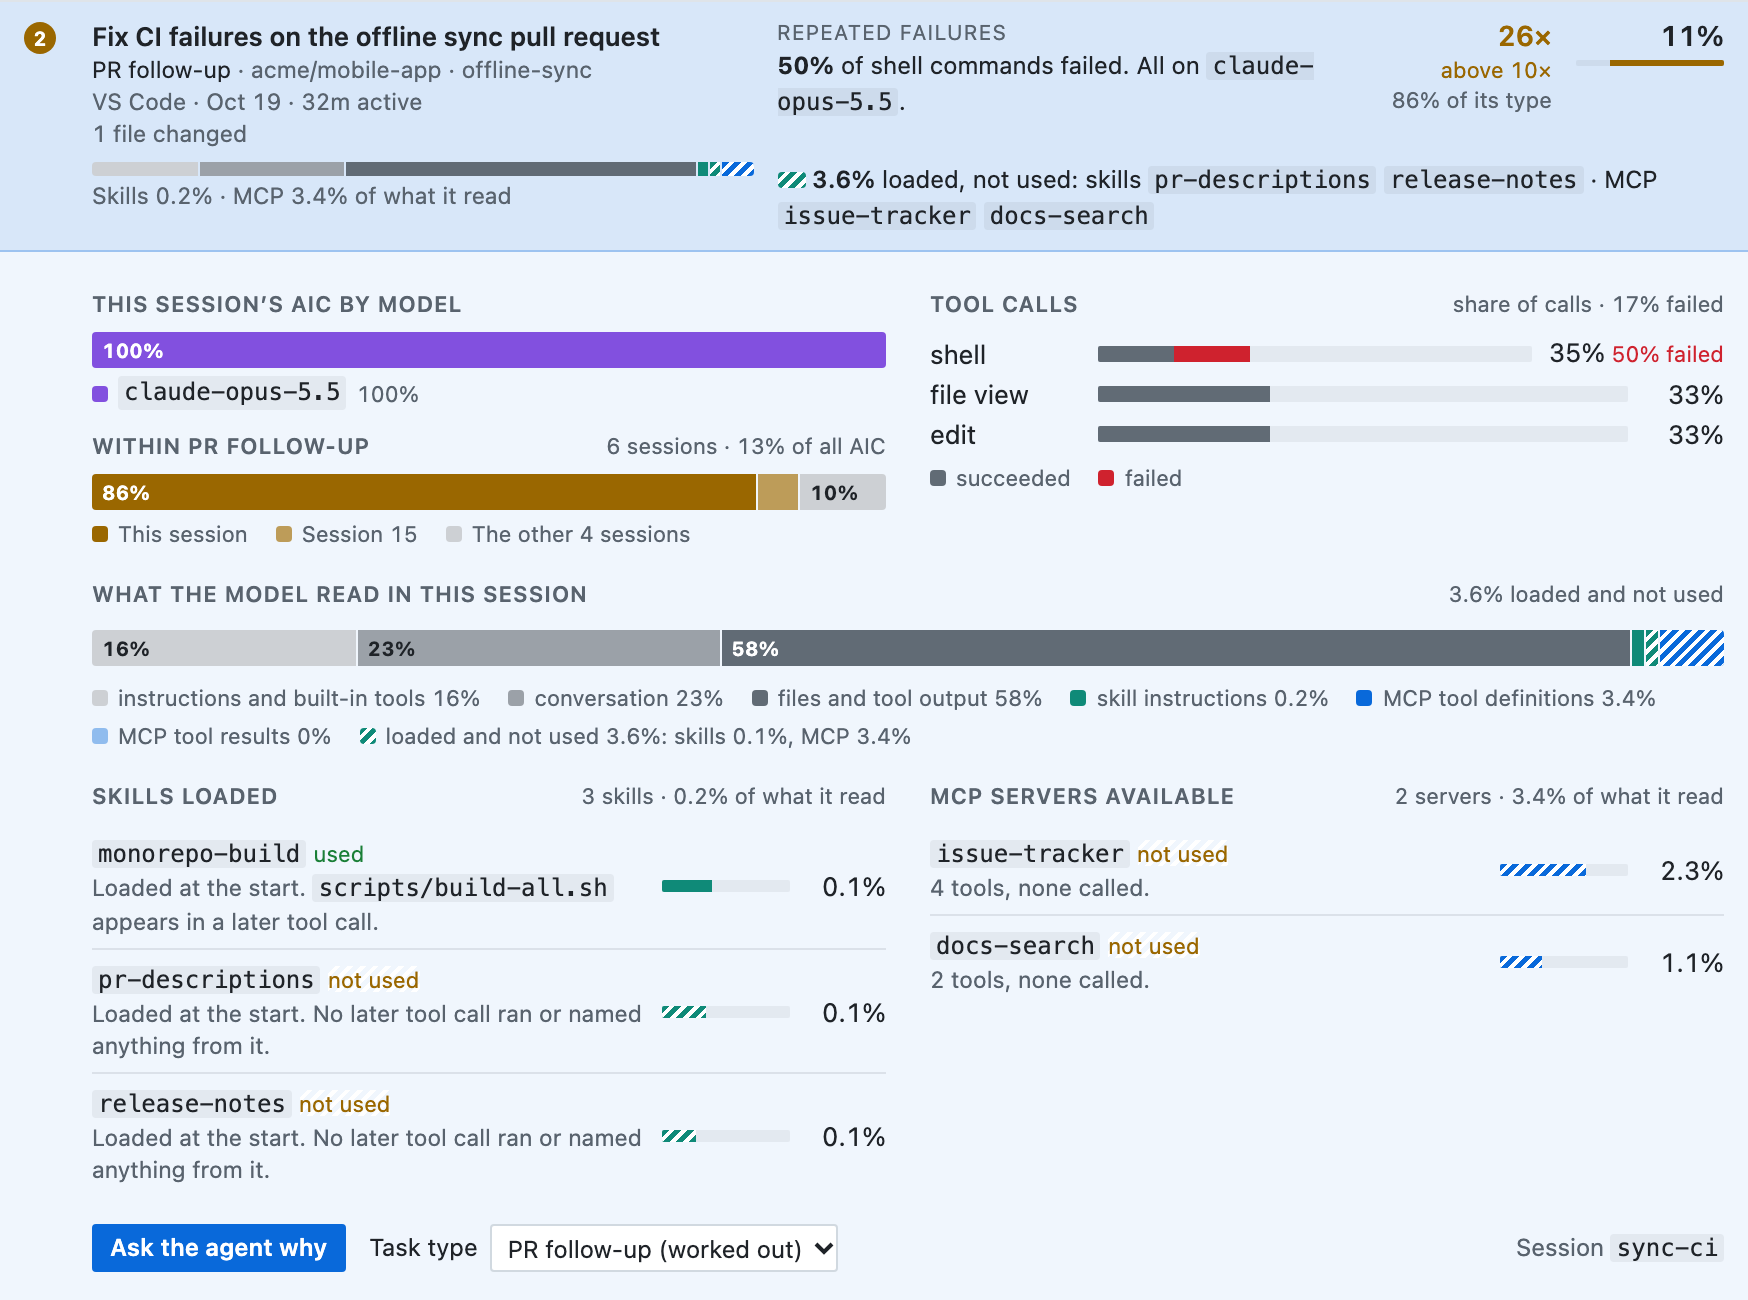 2
Fix CI failures on the offline sync pull request
PR follow-up · acme/mobile-app · offline-sync
VS Code · Oct 19 · 32m active
1 file changed
Skills 0.2% · MCP 3.4% of what it read
REPEATED FAILURES
50% of shell commands failed. All on claude-
opus-5.5.
3.6% loaded, not used: skills pr-descriptions release-notes · MCP
issue-tracker docs-search
26×
above 10×
86% of its type
11%
THIS SESSION'S AIC BY MODEL
100%
claude-opus-5.5 100%
WITHIN PR FOLLOW-UP 6 sessions · 13% of all AIC
86% 10%
This session Session 15 The other 4 sessions
TOOL CALLS share of calls · 17% failed
shell 35% 50% failed
file view 33%
edit 33%
succeeded failed
WHAT THE MODEL READ IN THIS SESSION 3.6% loaded and not used
16% 23% 58%
instructions and built-in tools 16% conversation 23% files and tool output 58% skill instructions 0.2% MCP tool definitions 3.4%
MCP tool results 0% loaded and not used 3.6%: skills 0.1%, MCP 3.4%
SKILLS LOADED 3 skills · 0.2% of what it read
monorepo-build used
Loaded at the start. scripts/build-all.sh 0.1%
appears in a later tool call.
pr-descriptions not used
Loaded at the start. No later tool call ran or named 0.1%
anything from it.
release-notes not used
Loaded at the start. No later tool call ran or named 0.1%
anything from it.
MCP SERVERS AVAILABLE 2 servers · 3.4% of what it read
issue-tracker not used 2.3%
4 tools, none called.
docs-search not used 1.1%
2 tools, none called.
Ask the agent why Task type PR follow-up (worked out) Session sync-ci